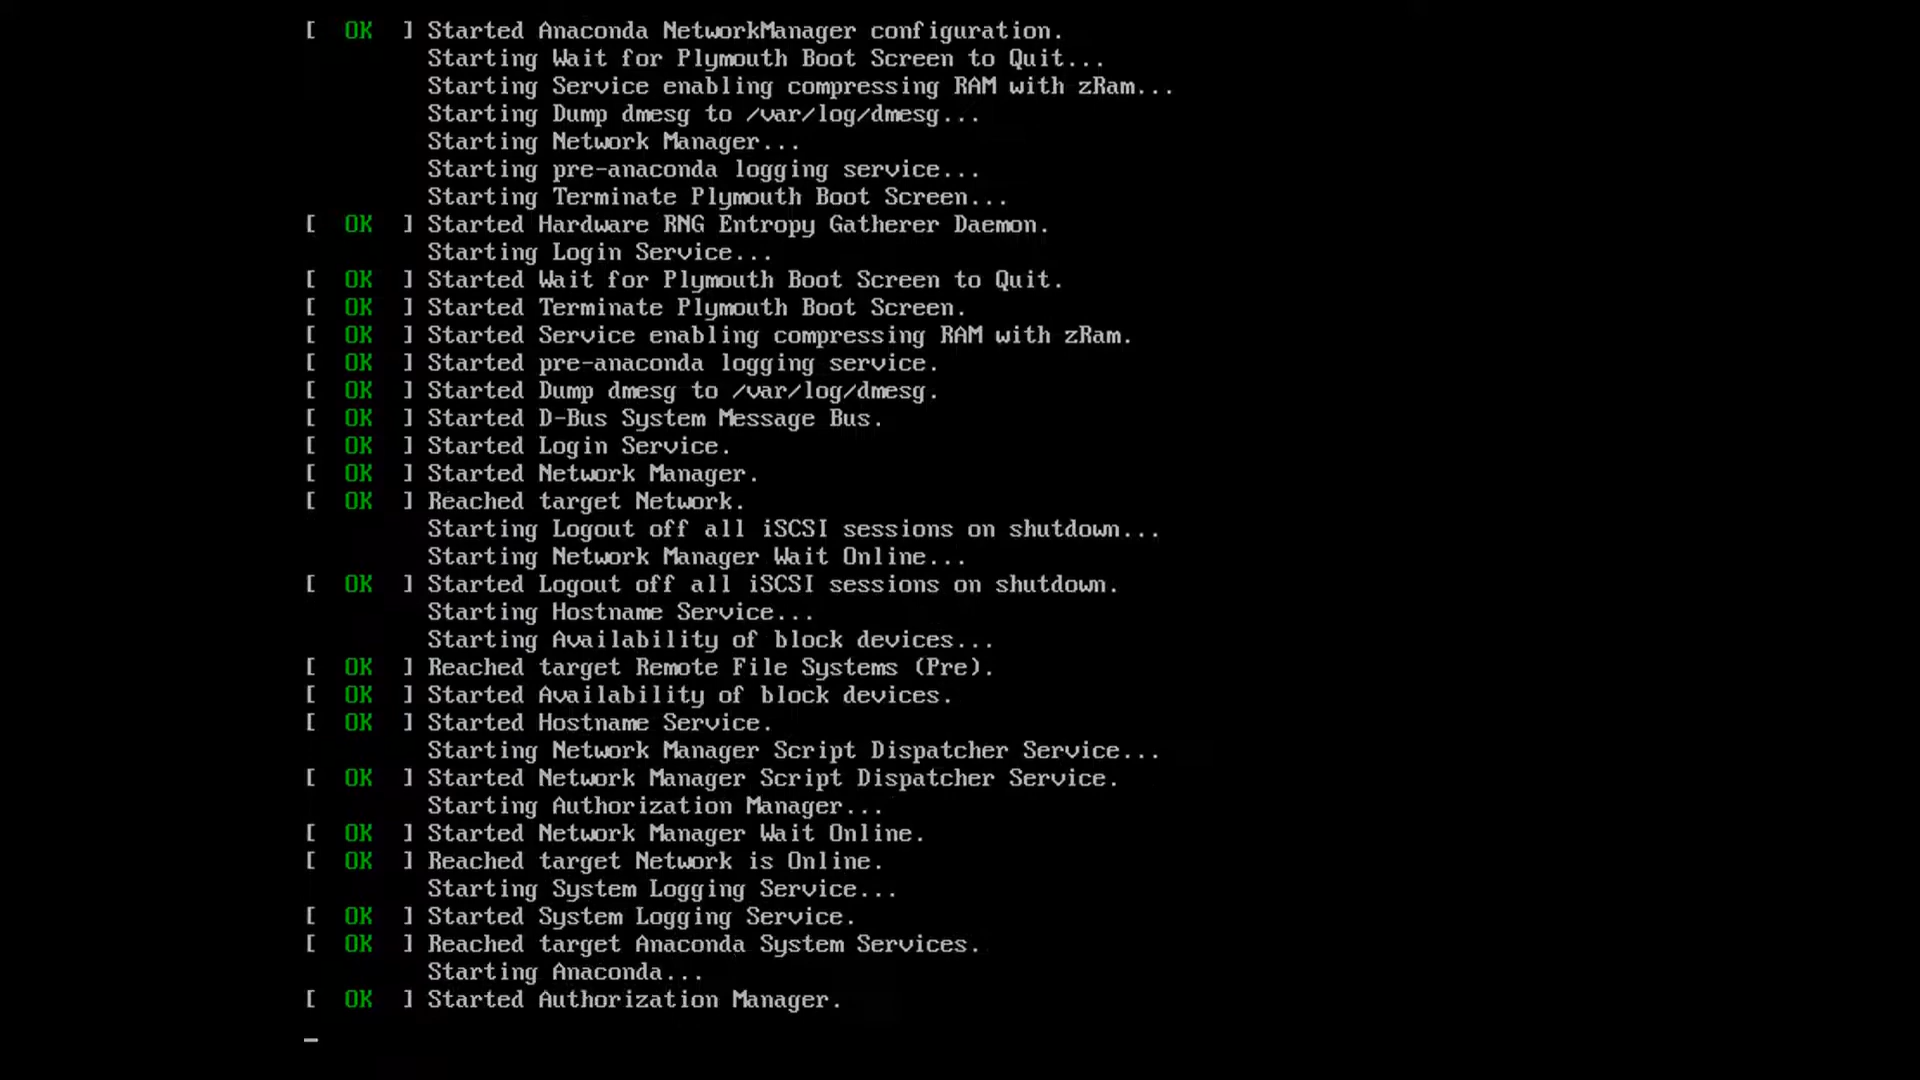 [  OK  ] Started Anaconda NetworkManager configuration.
         Starting Wait for Plymouth Boot Screen to Quit...
         Starting Service enabling compressing RAM with zRam...
         Starting Dump dmesg to /var/log/dmesg...
         Starting Network Manager...
         Starting pre-anaconda logging service...
         Starting Terminate Plymouth Boot Screen...
[  OK  ] Started Hardware RNG Entropy Gatherer Daemon.
         Starting Login Service...
[  OK  ] Started Wait for Plymouth Boot Screen to Quit.
[  OK  ] Started Terminate Plymouth Boot Screen.
[  OK  ] Started Service enabling compressing RAM with zRam.
[  OK  ] Started pre-anaconda logging service.
[  OK  ] Started Dump dmesg to /var/log/dmesg.
[  OK  ] Started D-Bus System Message Bus.
[  OK  ] Started Login Service.
[  OK  ] Started Network Manager.
[  OK  ] Reached target Network.
         Starting Logout off all iSCSI sessions on shutdown...
         Starting Network Manager Wait Online...
[  OK  ] Started Logout off all iSCSI sessions on shutdown.
         Starting Hostname Service...
         Starting Availability of block devices...
[  OK  ] Reached target Remote File Systems (Pre).
[  OK  ] Started Availability of block devices.
[  OK  ] Started Hostname Service.
         Starting Network Manager Script Dispatcher Service...
[  OK  ] Started Network Manager Script Dispatcher Service.
         Starting Authorization Manager...
[  OK  ] Started Network Manager Wait Online.
[  OK  ] Reached target Network is Online.
         Starting System Logging Service...
[  OK  ] Started System Logging Service.
[  OK  ] Reached target Anaconda System Services.
         Starting Anaconda...
[  OK  ] Started Authorization Manager.